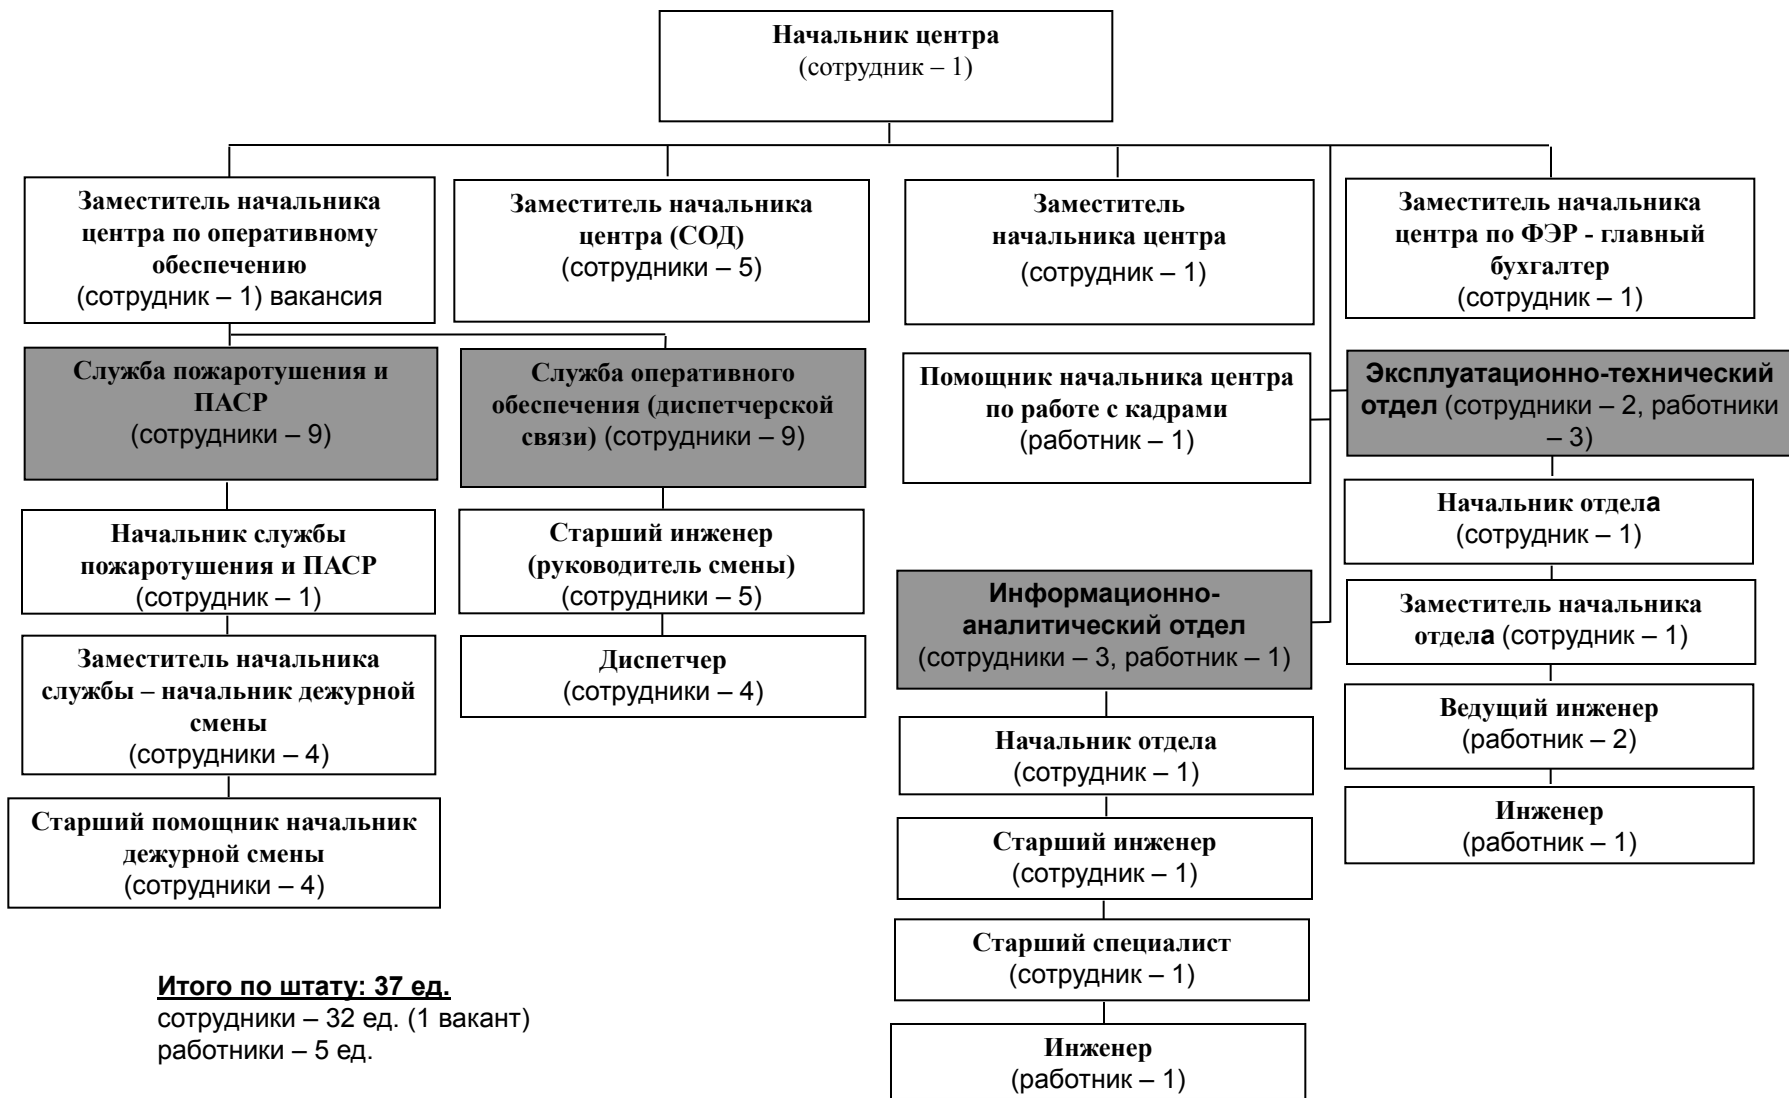 Начальник центра
(сотрудник – 1)
Заместитель начальника
центра по оперативному
обеспечению
(сотрудник – 1) вакансия
Заместитель начальника
центра (СОД)
(сотрудники – 5)
Заместитель
начальника центра
(сотрудник – 1)
Заместитель начальника
центра по ФЭР - главный
бухгалтер
(сотрудник – 1)
Служба пожаротушения и
ПАСР
(сотрудники – 9)
Служба оперативного
обеспечения (диспетчерской
связи) (сотрудники – 9)
Помощник начальника центра
по работе с кадрами
(работник – 1)
Эксплуатационно-технический
отдел (сотрудники – 2, работники
– 3)
Начальник службы
пожаротушения и ПАСР
(сотрудник – 1)
Заместитель начальника
службы – начальник дежурной
смены
(сотрудники – 4)
Старший помощник начальник
дежурной смены
(сотрудники – 4)
Старший инженер
(руководитель смены)
(сотрудники – 5)
Диспетчер
(сотрудники – 4)
Информационно-
аналитический отдел
(сотрудники – 3, работник – 1)
Начальник отдела
(сотрудник – 1)
Старший инженер
(сотрудник – 1)
Старший специалист
(сотрудник – 1)
Инженер
(работник – 1)
Начальник отдела
(сотрудник – 1)
Заместитель начальника
отдела (сотрудник – 1)
Ведущий инженер
(работник – 2)
Инженер
(работник – 1)
Итого по штату: 37 ед.
сотрудники – 32 ед. (1 вакант)
работники – 5 ед.